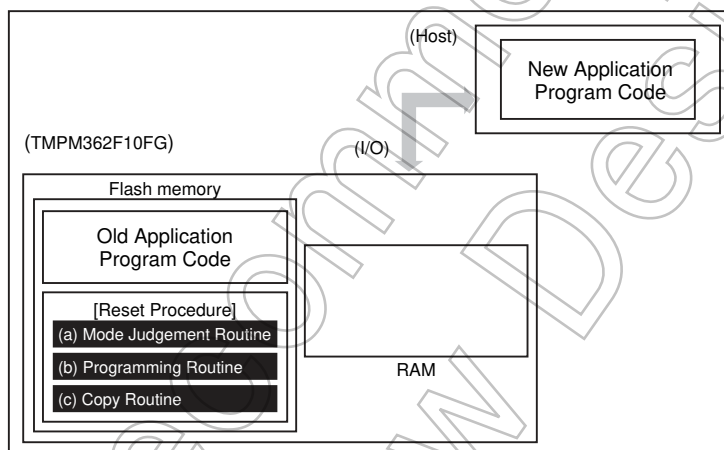 (Host)
New Application
Program Code
(TMPM362F10FG)
(I/O)
Flash memory
Old Application
Program Code
[Reset Procedure]
(a) Mode Judgement Routine
(b) Programming Routine
(c) Copy Routine
RAM